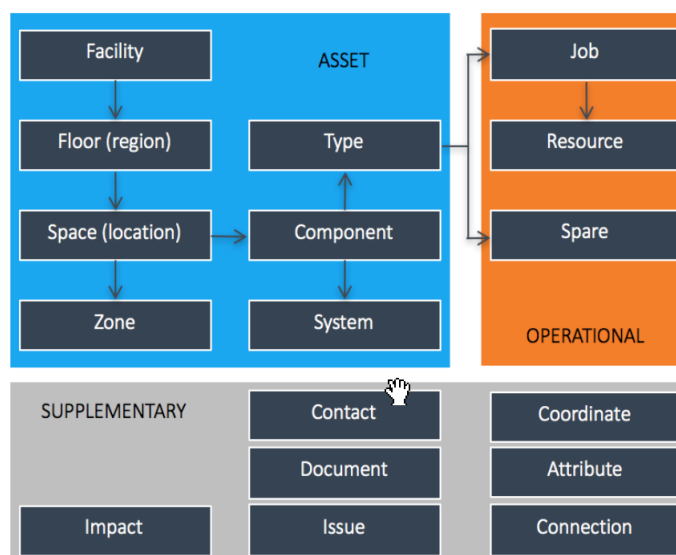 Facility
ASSET
Job
Floor (region)
Type
Resource
Space (location)
Component
Spare
Zone
System
OPERATIONAL
SUPPLEMENTARY
Contact
Coordinate
Document
Attribute
Impact
Issue
Connection